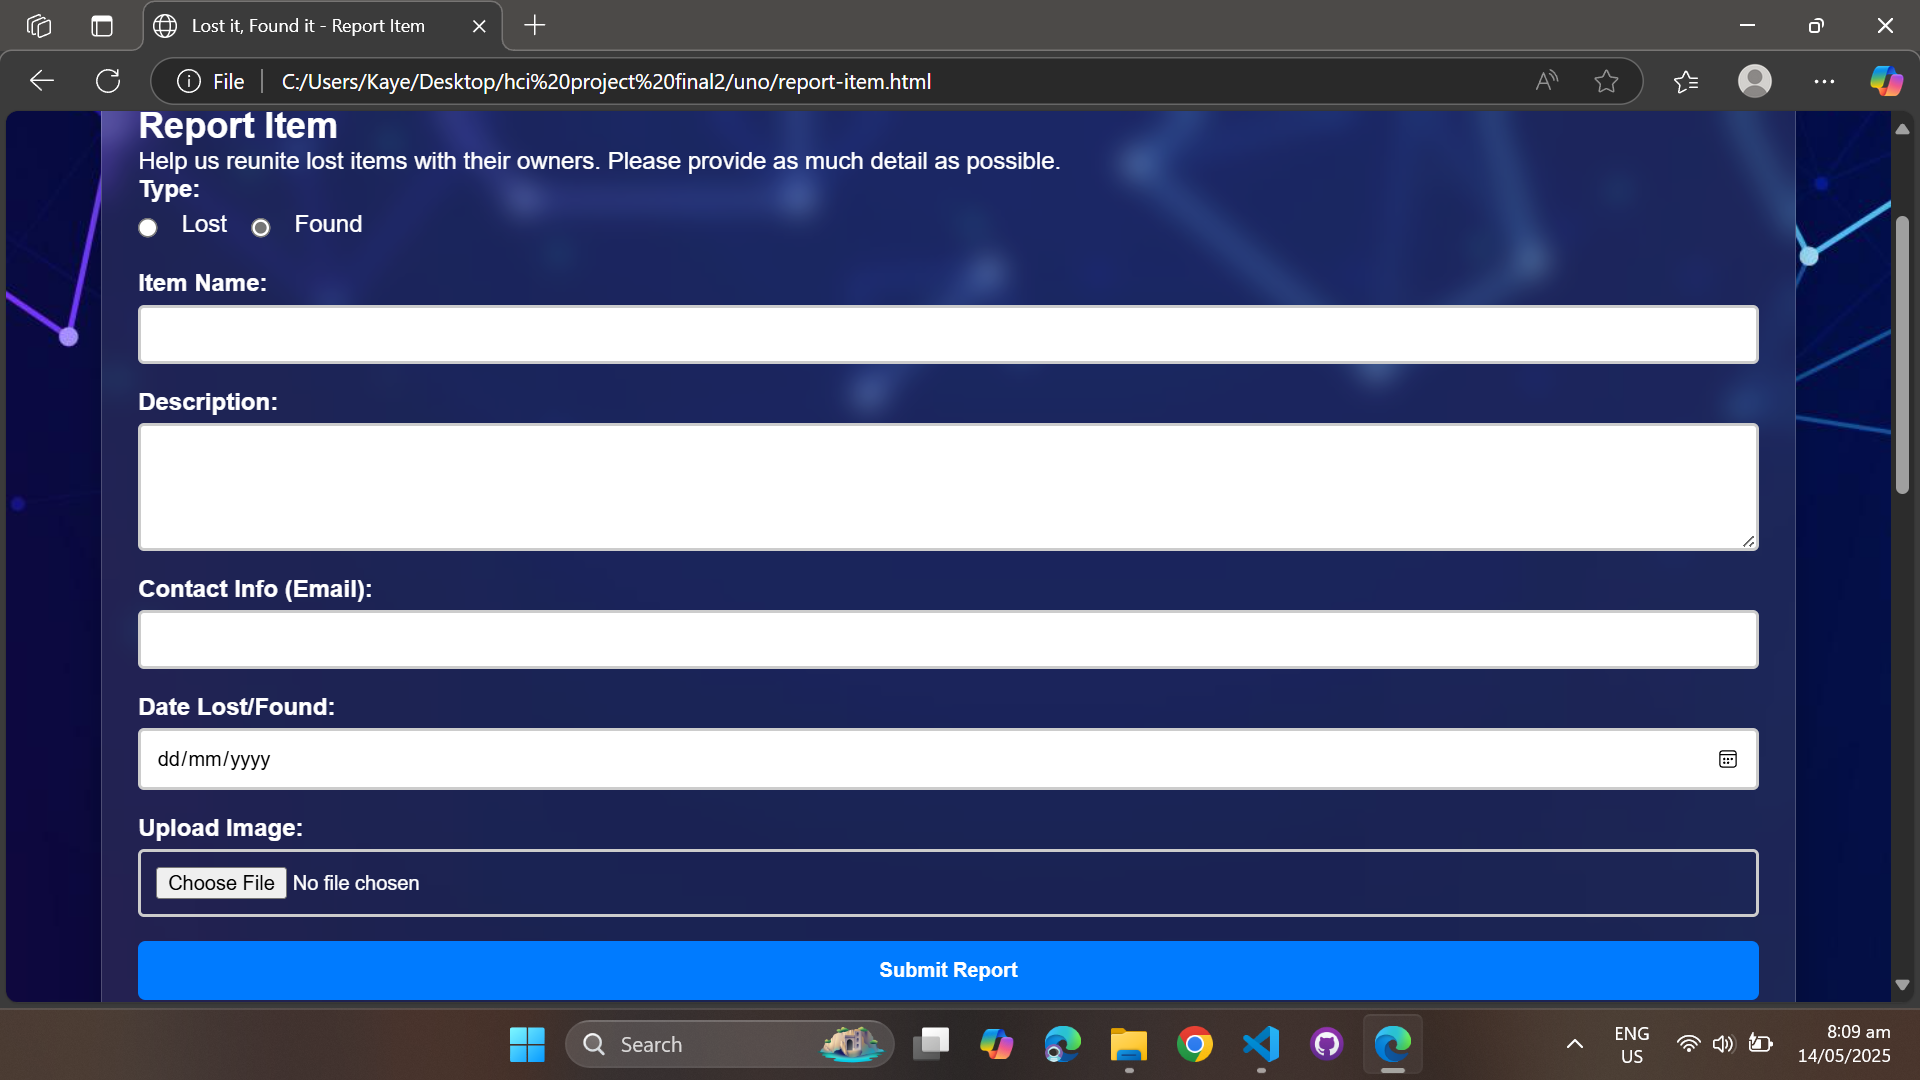 Lost it, Found it - Report Item
File
C:/Users/Kaye/Desktop/hci%20project%20final2/uno/report-item.html
Report Item
Help us reunite lost items with their owners. Please provide as much detail as possible.
Type:
Lost Found
Item Name:
Description:
Contact Info (Email):
Date Lost/Found:
dd/mm/yyyy
Upload Image:
Choose File No file chosen
Submit Report
Search
ENG
US
8:09 am
14/05/2025